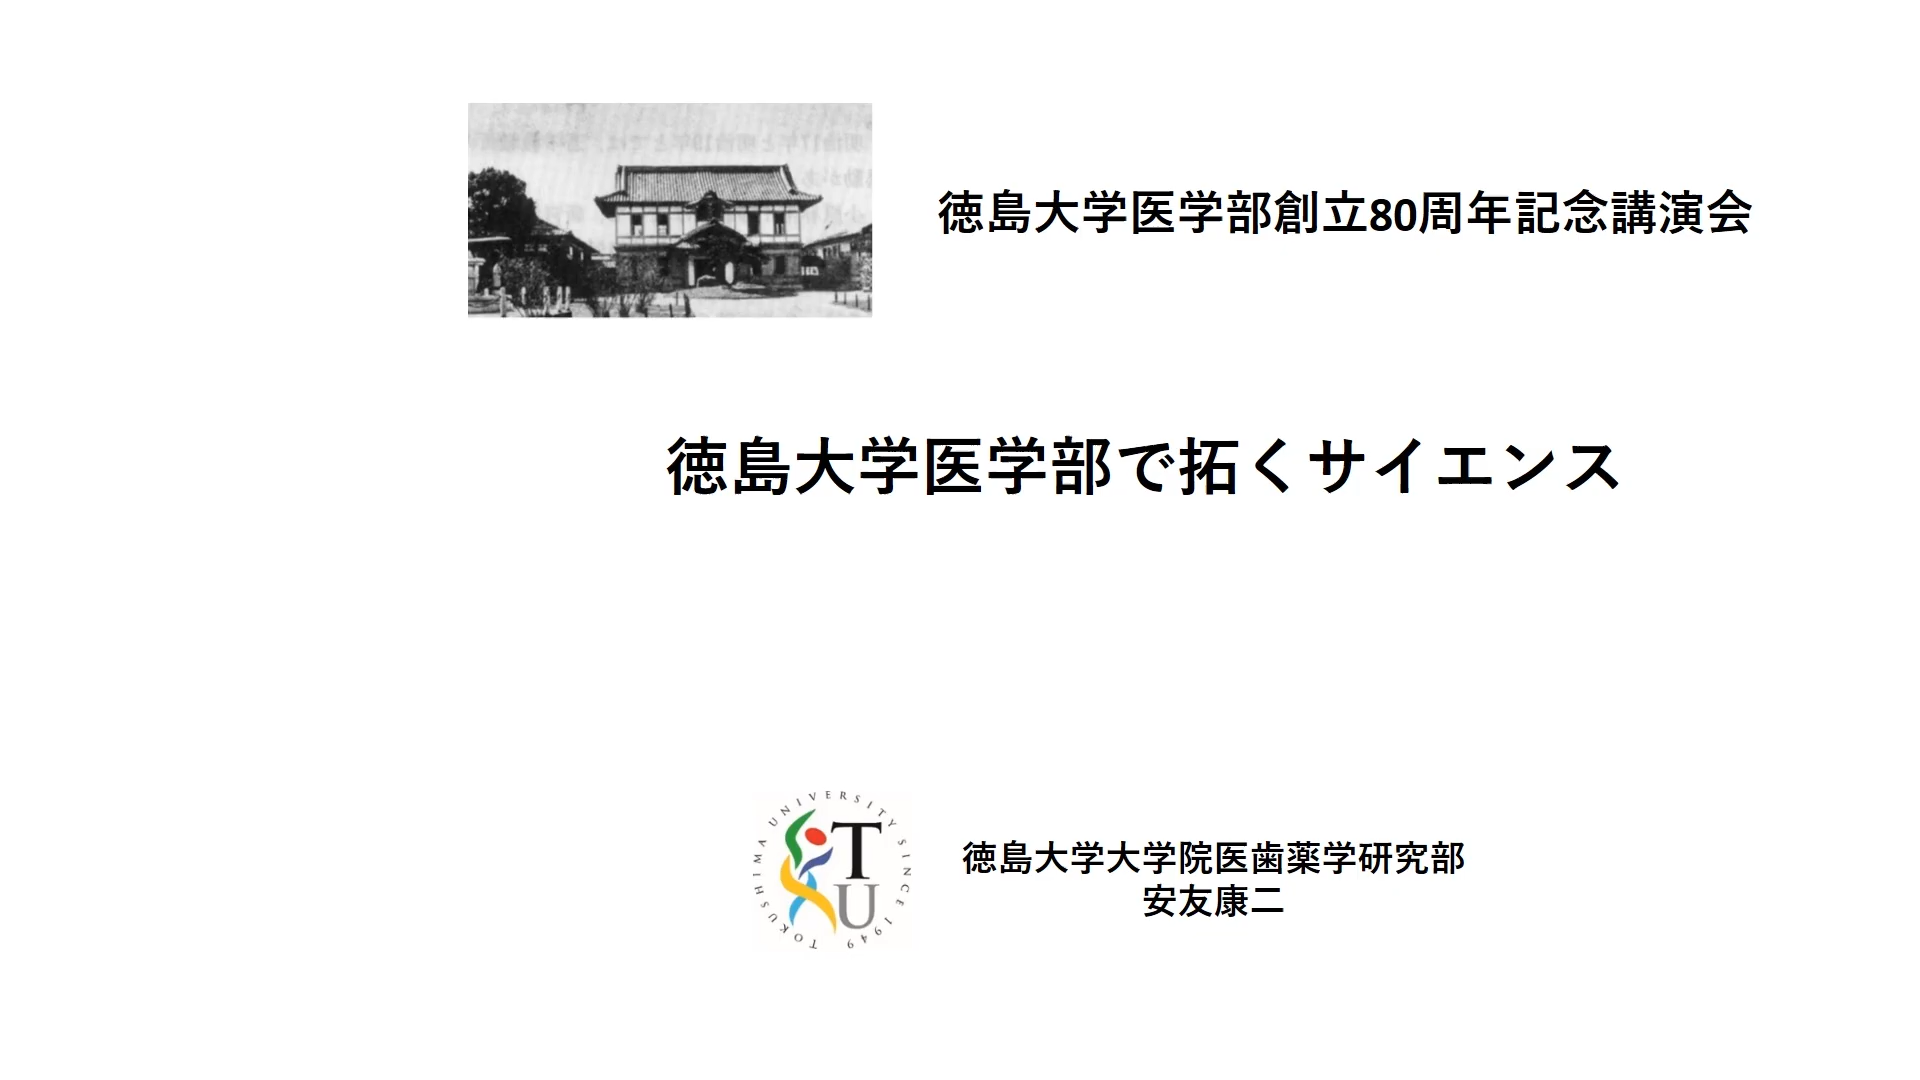 徳島大学医学部創立80周年記念講演会
徳島大学医学部で拓くサイエンス
TOKUSHIMA UNIVERSITY SINCE 1949
TU
徳島大学大学院医歯薬学研究部
安友康二